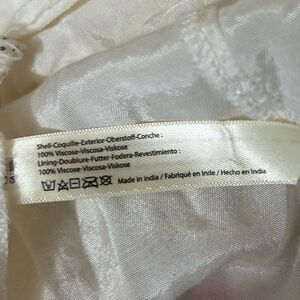 Shell-Coquille-Exterior-Oberstoff-Conche :
100% Viscose-Viscosa-Viskose
Lining-Doublure-Futter-Fodera-Revestimiento :
100% Viscose-Viscosa-Viskose
Made in India / Fabriqué en Inde / Hecho en India